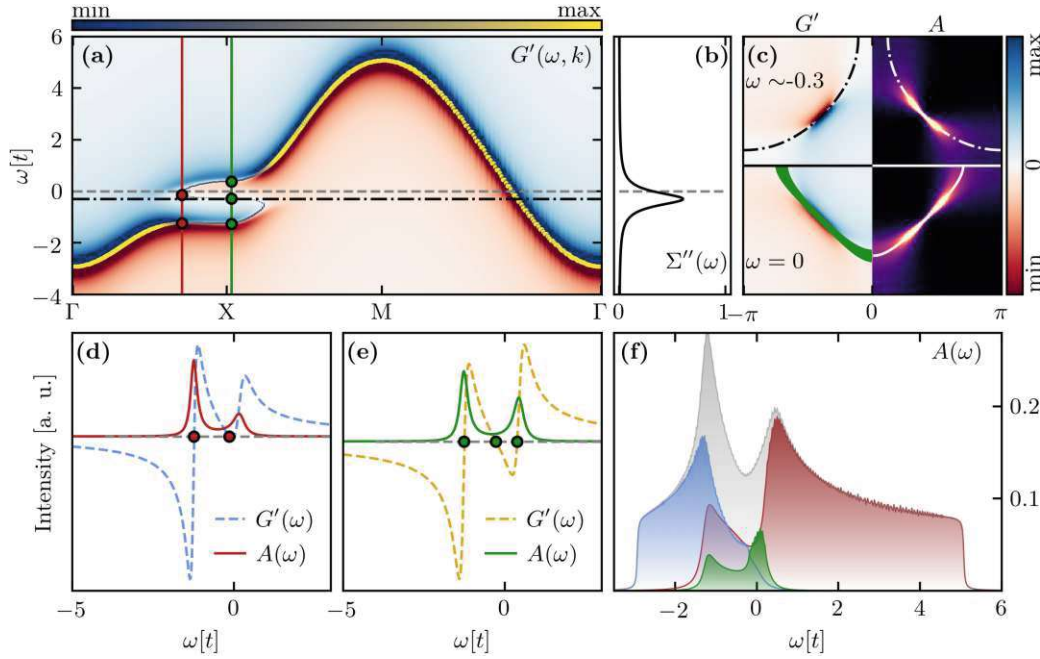 min
max
(a)
G′(ω, k)
6
4
2
0
−2
−4
ω[t]
Γ
X
M
Γ
(b)
Σ′′(ω)
0
1
(c)
G′
A
ω ∼-0.3
ω = 0
−π
0
π
max
0
min
(d)
Intensity [a. u.]
G′(ω)
A(ω)
−5
0
ω[t]
(e)
G′(ω)
A(ω)
−5
0
ω[t]
(f)
A(ω)
0.2
0.1
−2
0
2
4
6
ω[t]